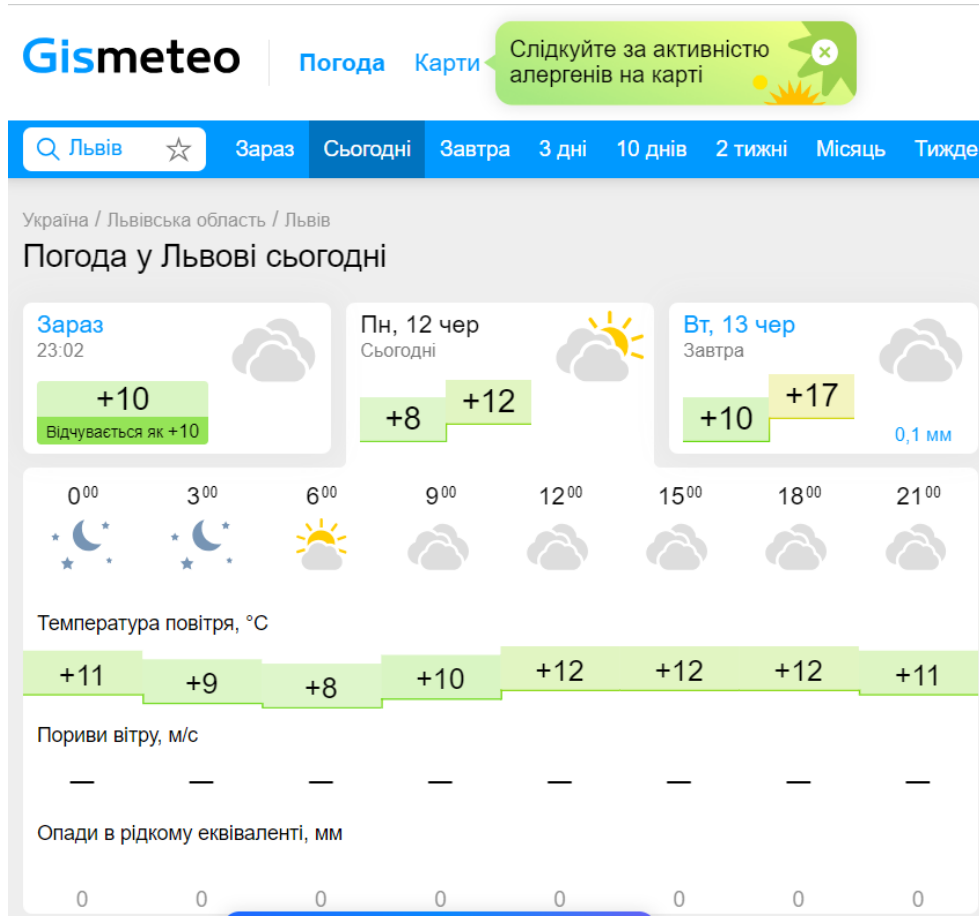 Gismeteo
Погода Карти
Слідкуйте за активністю
алергенів на карті
Львів Зараз Сьогодні Завтра 3 дні 10 днів 2 тижні Місяць Тижде
Україна / Львівська область / Львів
Погода у Львові сьогодні
Зараз
23:02
+10
Відчувається як +10
Пн, 12 чер
Сьогодні
+8 +12
Вт, 13 чер
Завтра
+10 +17
0,1 мм
0⁰⁰ 3⁰⁰ 6⁰⁰ 9⁰⁰ 12⁰⁰ 15⁰⁰ 18⁰⁰ 21⁰⁰
Температура повітря, °C
+11 +9 +8 +10 +12 +12 +12 +11
Пориви вітру, м/с
— — — — — — — —
Опади в рідкому еквіваленті, мм
0 0 0 0 0 0 0 0